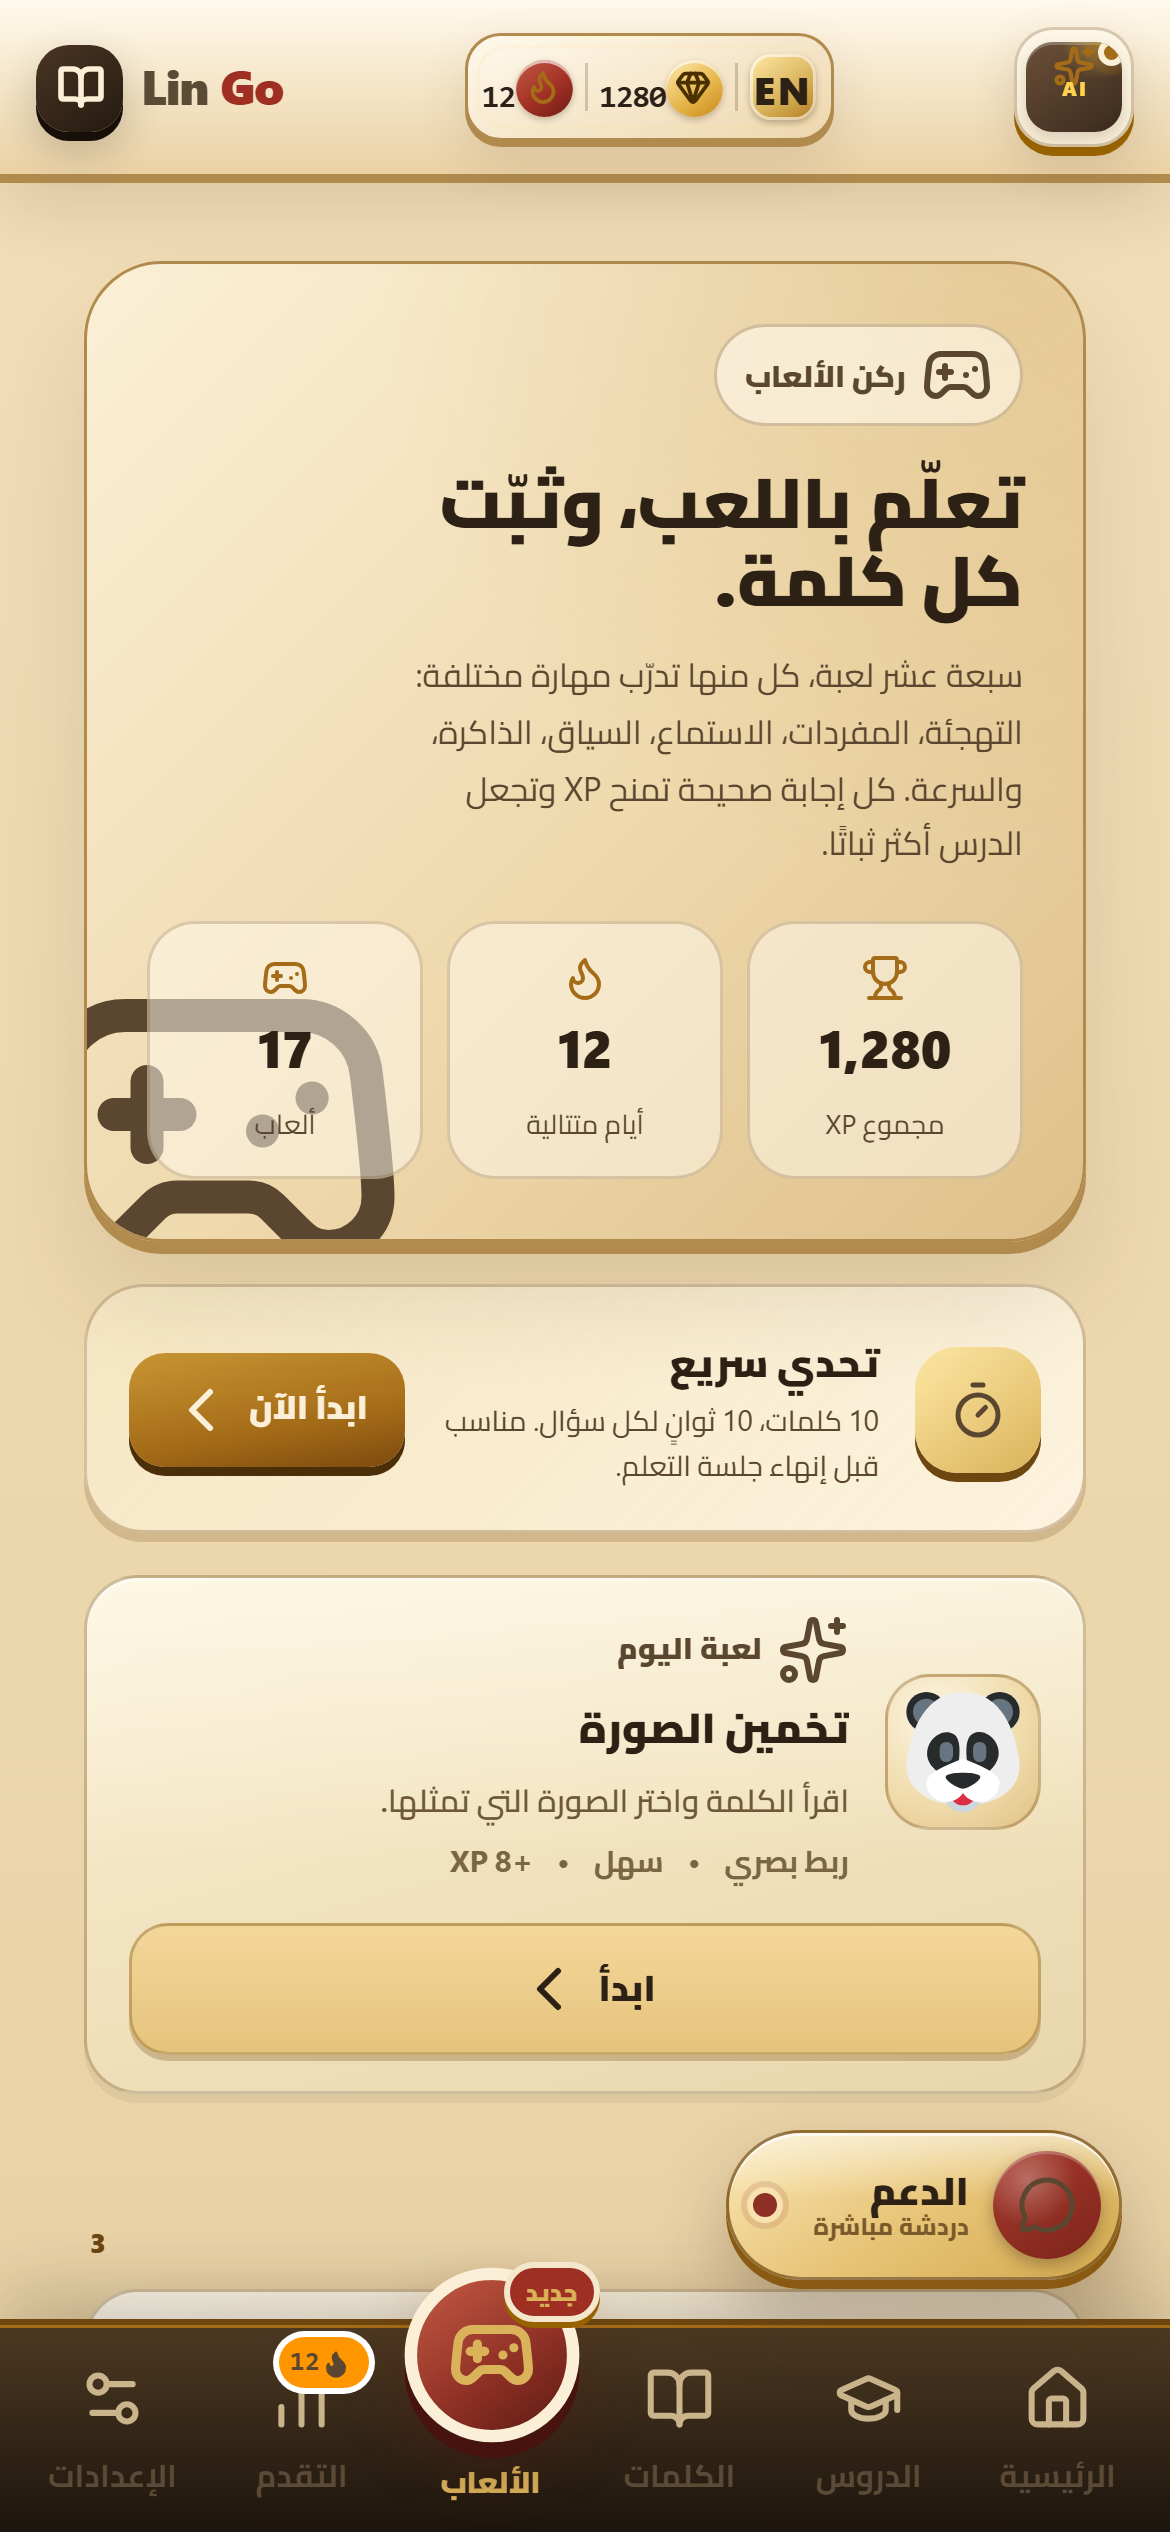 Lin Go
12
1280
EN
AI
ركن الألعاب
تعلّم باللعب، وثبّت
كل كلمة.
سبعة عشر لعبة، كل منها تدرّب مهارة مختلفة:
التهجئة، المفردات، الاستماع، السياق، الذاكرة،
والسرعة. كل إجابة صحيحة تمنح XP وتجعل
الدرس أكثر ثباتًا.
1,280
مجموع XP
12
أيام متتالية
17
ألعاب
تحدي سريع
10 كلمات، 10 ثوانٍ لكل سؤال. مناسب
قبل إنهاء جلسة التعلم.
ابدأ الآن
لعبة اليوم
تخمين الصورة
اقرأ الكلمة واختر الصورة التي تمثلها.
ربط بصري • سهل • +8 XP
ابدأ
الدعم
دردشة مباشرة
3
جديد
12
الرئيسية
الدروس
الكلمات
الألعاب
التقدم
الإعدادات